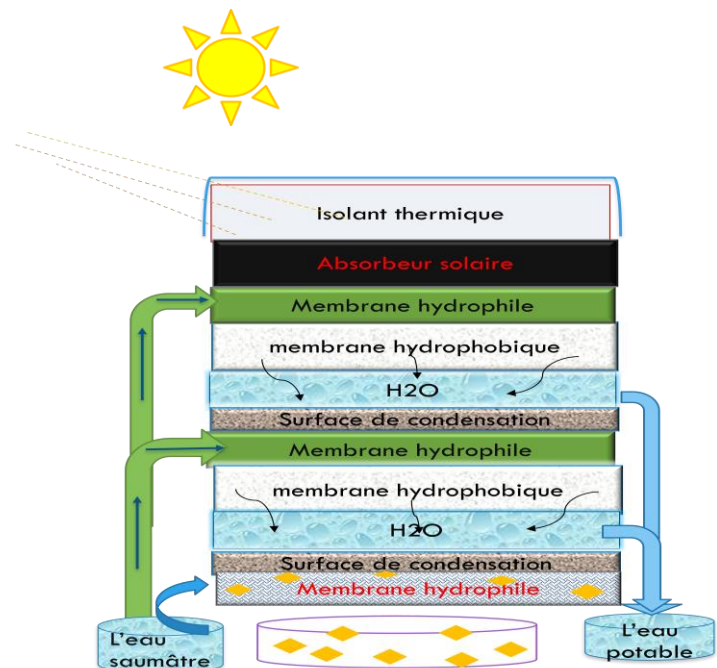 Isolant thermique
Absorbeur solaire
Membrane hydrophile
membrane hydrophobique
H2O
Surface de condensation
Membrane hydrophile
membrane hydrophobique
H2O
Surface de condensation
Membrane hydrophile
L'eau
saumâtre
L'eau
potable